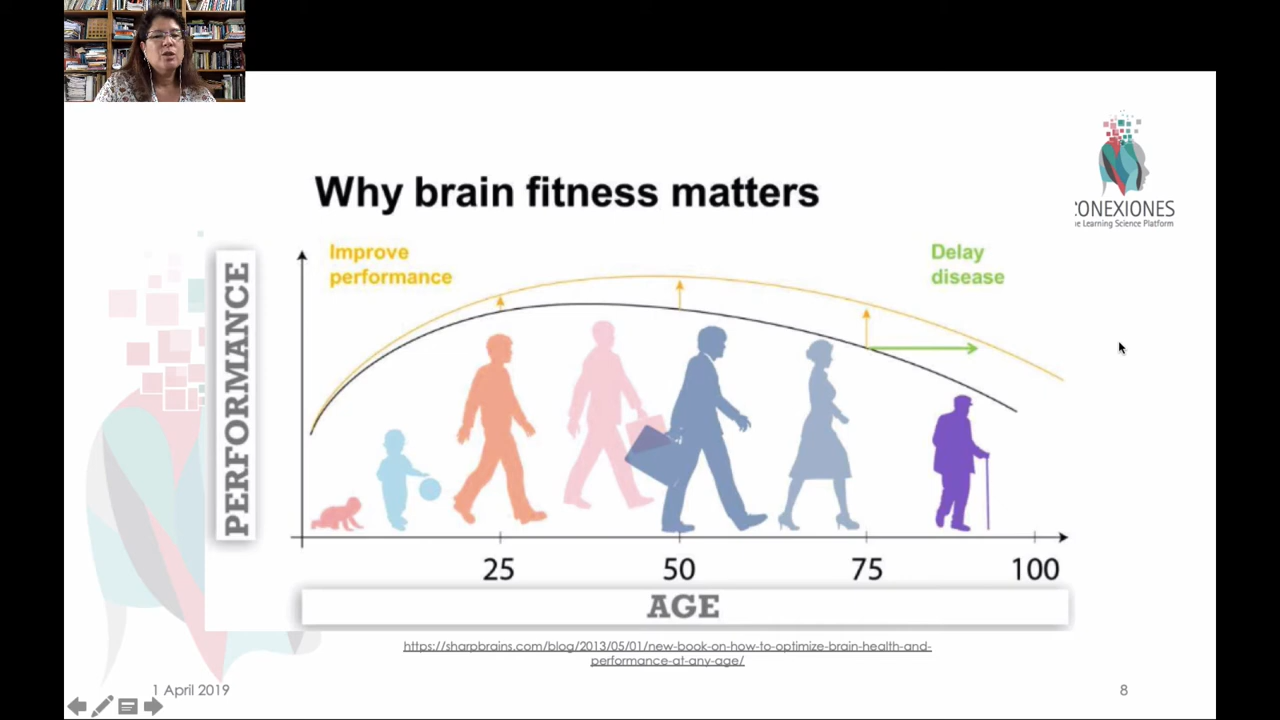 Why brain fitness matters
Improve
performance
Delay
disease
ONEXIONES
e Learning Science Platform
PERFORMANCE
25
50
75
100
AGE
https://sharpbrains.com/blog/2013/05/01/new-book-on-how-to-optimize-brain-health-and-
performance-at-any-age/
1 April 2019
8